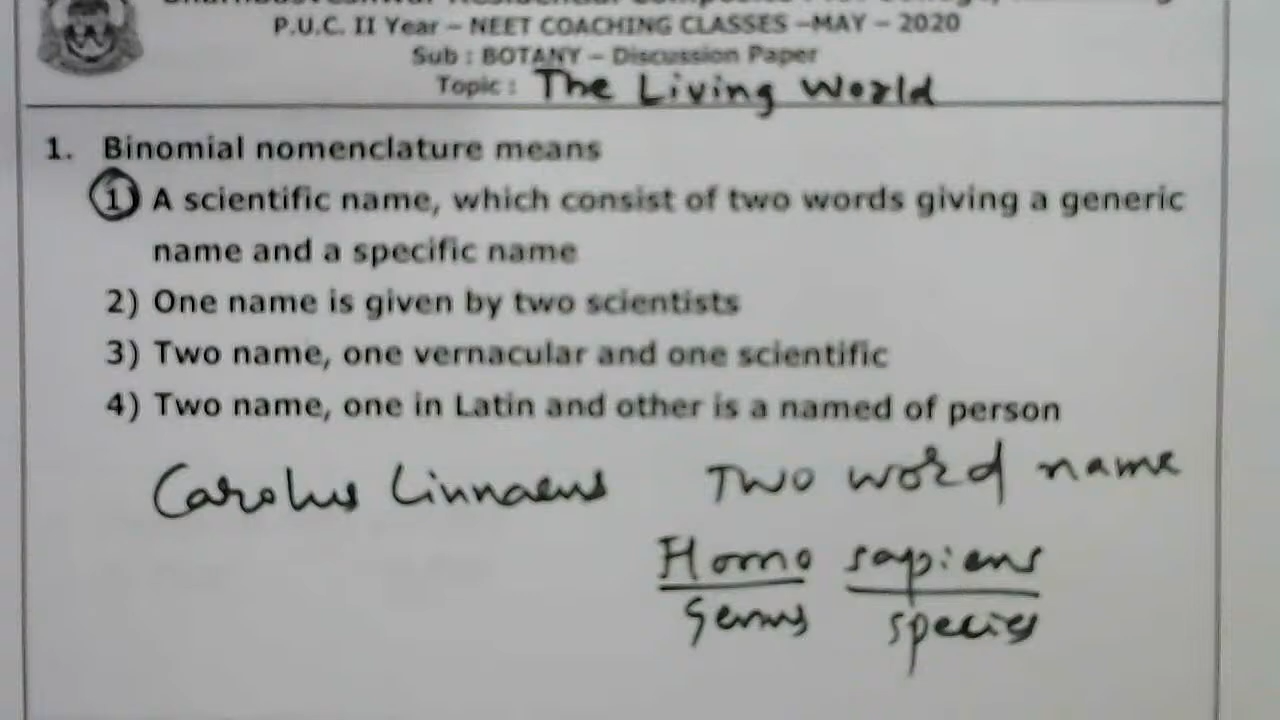 P.U.C. II Year – NEET COACHING CLASSES –MAY – 2020
Sub : BOTANY – Discussion Paper
Topic : The Living World
1. Binomial nomenclature means
1) A scientific name, which consist of two words giving a generic
name and a specific name
2) One name is given by two scientists
3) Two name, one vernacular and one scientific
4) Two name, one in Latin and other is a named of person
Carolus Linnaeus Two word name
Homo sapiens
Genus species